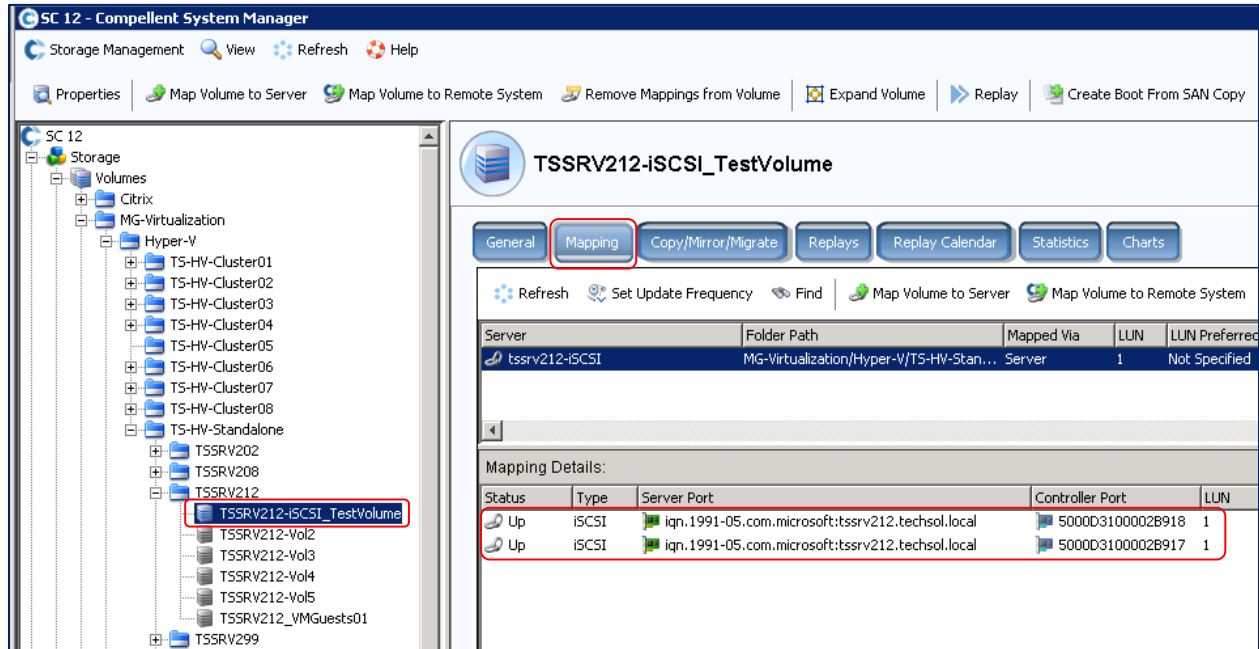 SC 12 - Compellent System Manager
Storage Management View Refresh Help
Properties Map Volume to Server Map Volume to Remote System Remove Mappings from Volume Expand Volume Replay Create Boot From SAN Copy
SC 12
Storage
Volumes
Citrix
MG-Virtualization
Hyper-V
TS-HV-Cluster01
TS-HV-Cluster02
TS-HV-Cluster03
TS-HV-Cluster04
TS-HV-Cluster05
TS-HV-Cluster06
TS-HV-Cluster07
TS-HV-Cluster08
TS-HV-Standalone
TSSRV202
TSSRV208
TSSRV212
TSSRV212-iSCSI_TestVolume
TSSRV212-Vol2
TSSRV212-Vol3
TSSRV212-Vol4
TSSRV212-Vol5
TSSRV212_VMGuests01
TSSRV299
TSSRV212-iSCSI_TestVolume
General Mapping Copy/Mirror/Migrate Replays Replay Calendar Statistics Charts
Refresh Set Update Frequency Find Map Volume to Server Map Volume to Remote System
Server Folder Path Mapped Via LUN LUN Preferred
tssrv212-iSCSI MG-Virtualization/Hyper-V/TS-HV-Stan... Server 1 Not Specified
Mapping Details:
Status Type Server Port Controller Port LUN
Up iSCSI iqn.1991-05.com.microsoft:tssrv212.techsol.local 5000D3100002B918 1
Up iSCSI iqn.1991-05.com.microsoft:tssrv212.techsol.local 5000D3100002B917 1